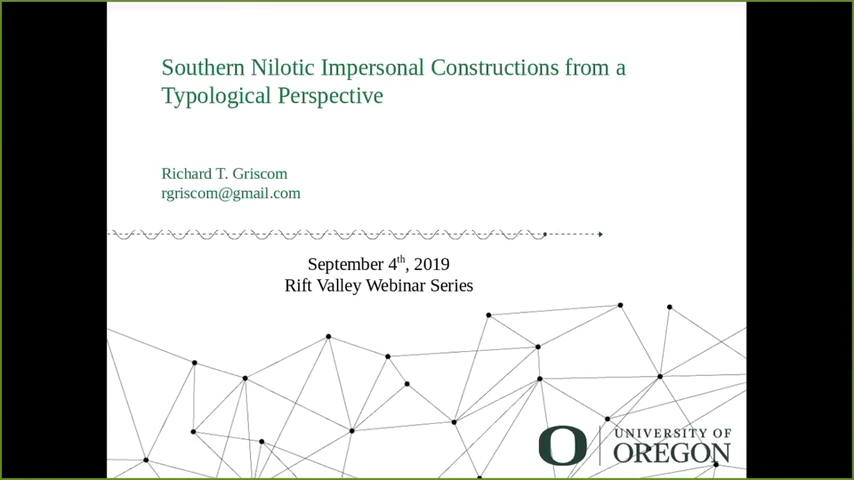 Southern Nilotic Impersonal Constructions from a
Typological Perspective
Richard T. Griscom
rgriscom@gmail.com
September 4th, 2019
Rift Valley Webinar Series
UNIVERSITY OF
OREGON